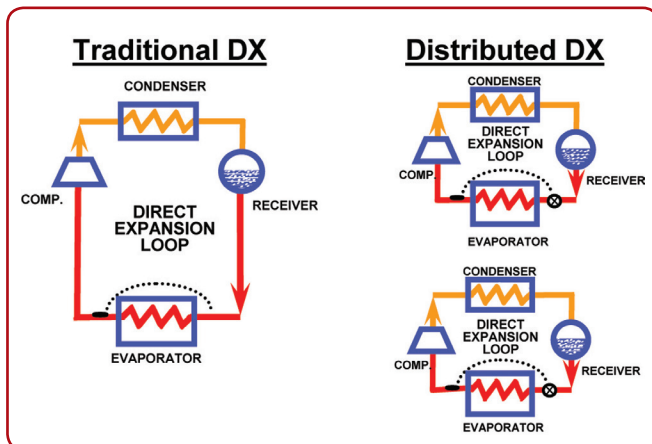 Traditional DX
CONDENSER
COMP.
RECEIVER
DIRECT
EXPANSION
LOOP
EVAPORATOR
Distributed DX
CONDENSER
DIRECT
EXPANSION
LOOP
COMP.
RECEIVER
EVAPORATOR
CONDENSER
DIRECT
EXPANSION
LOOP
COMP.
RECEIVER
EVAPORATOR